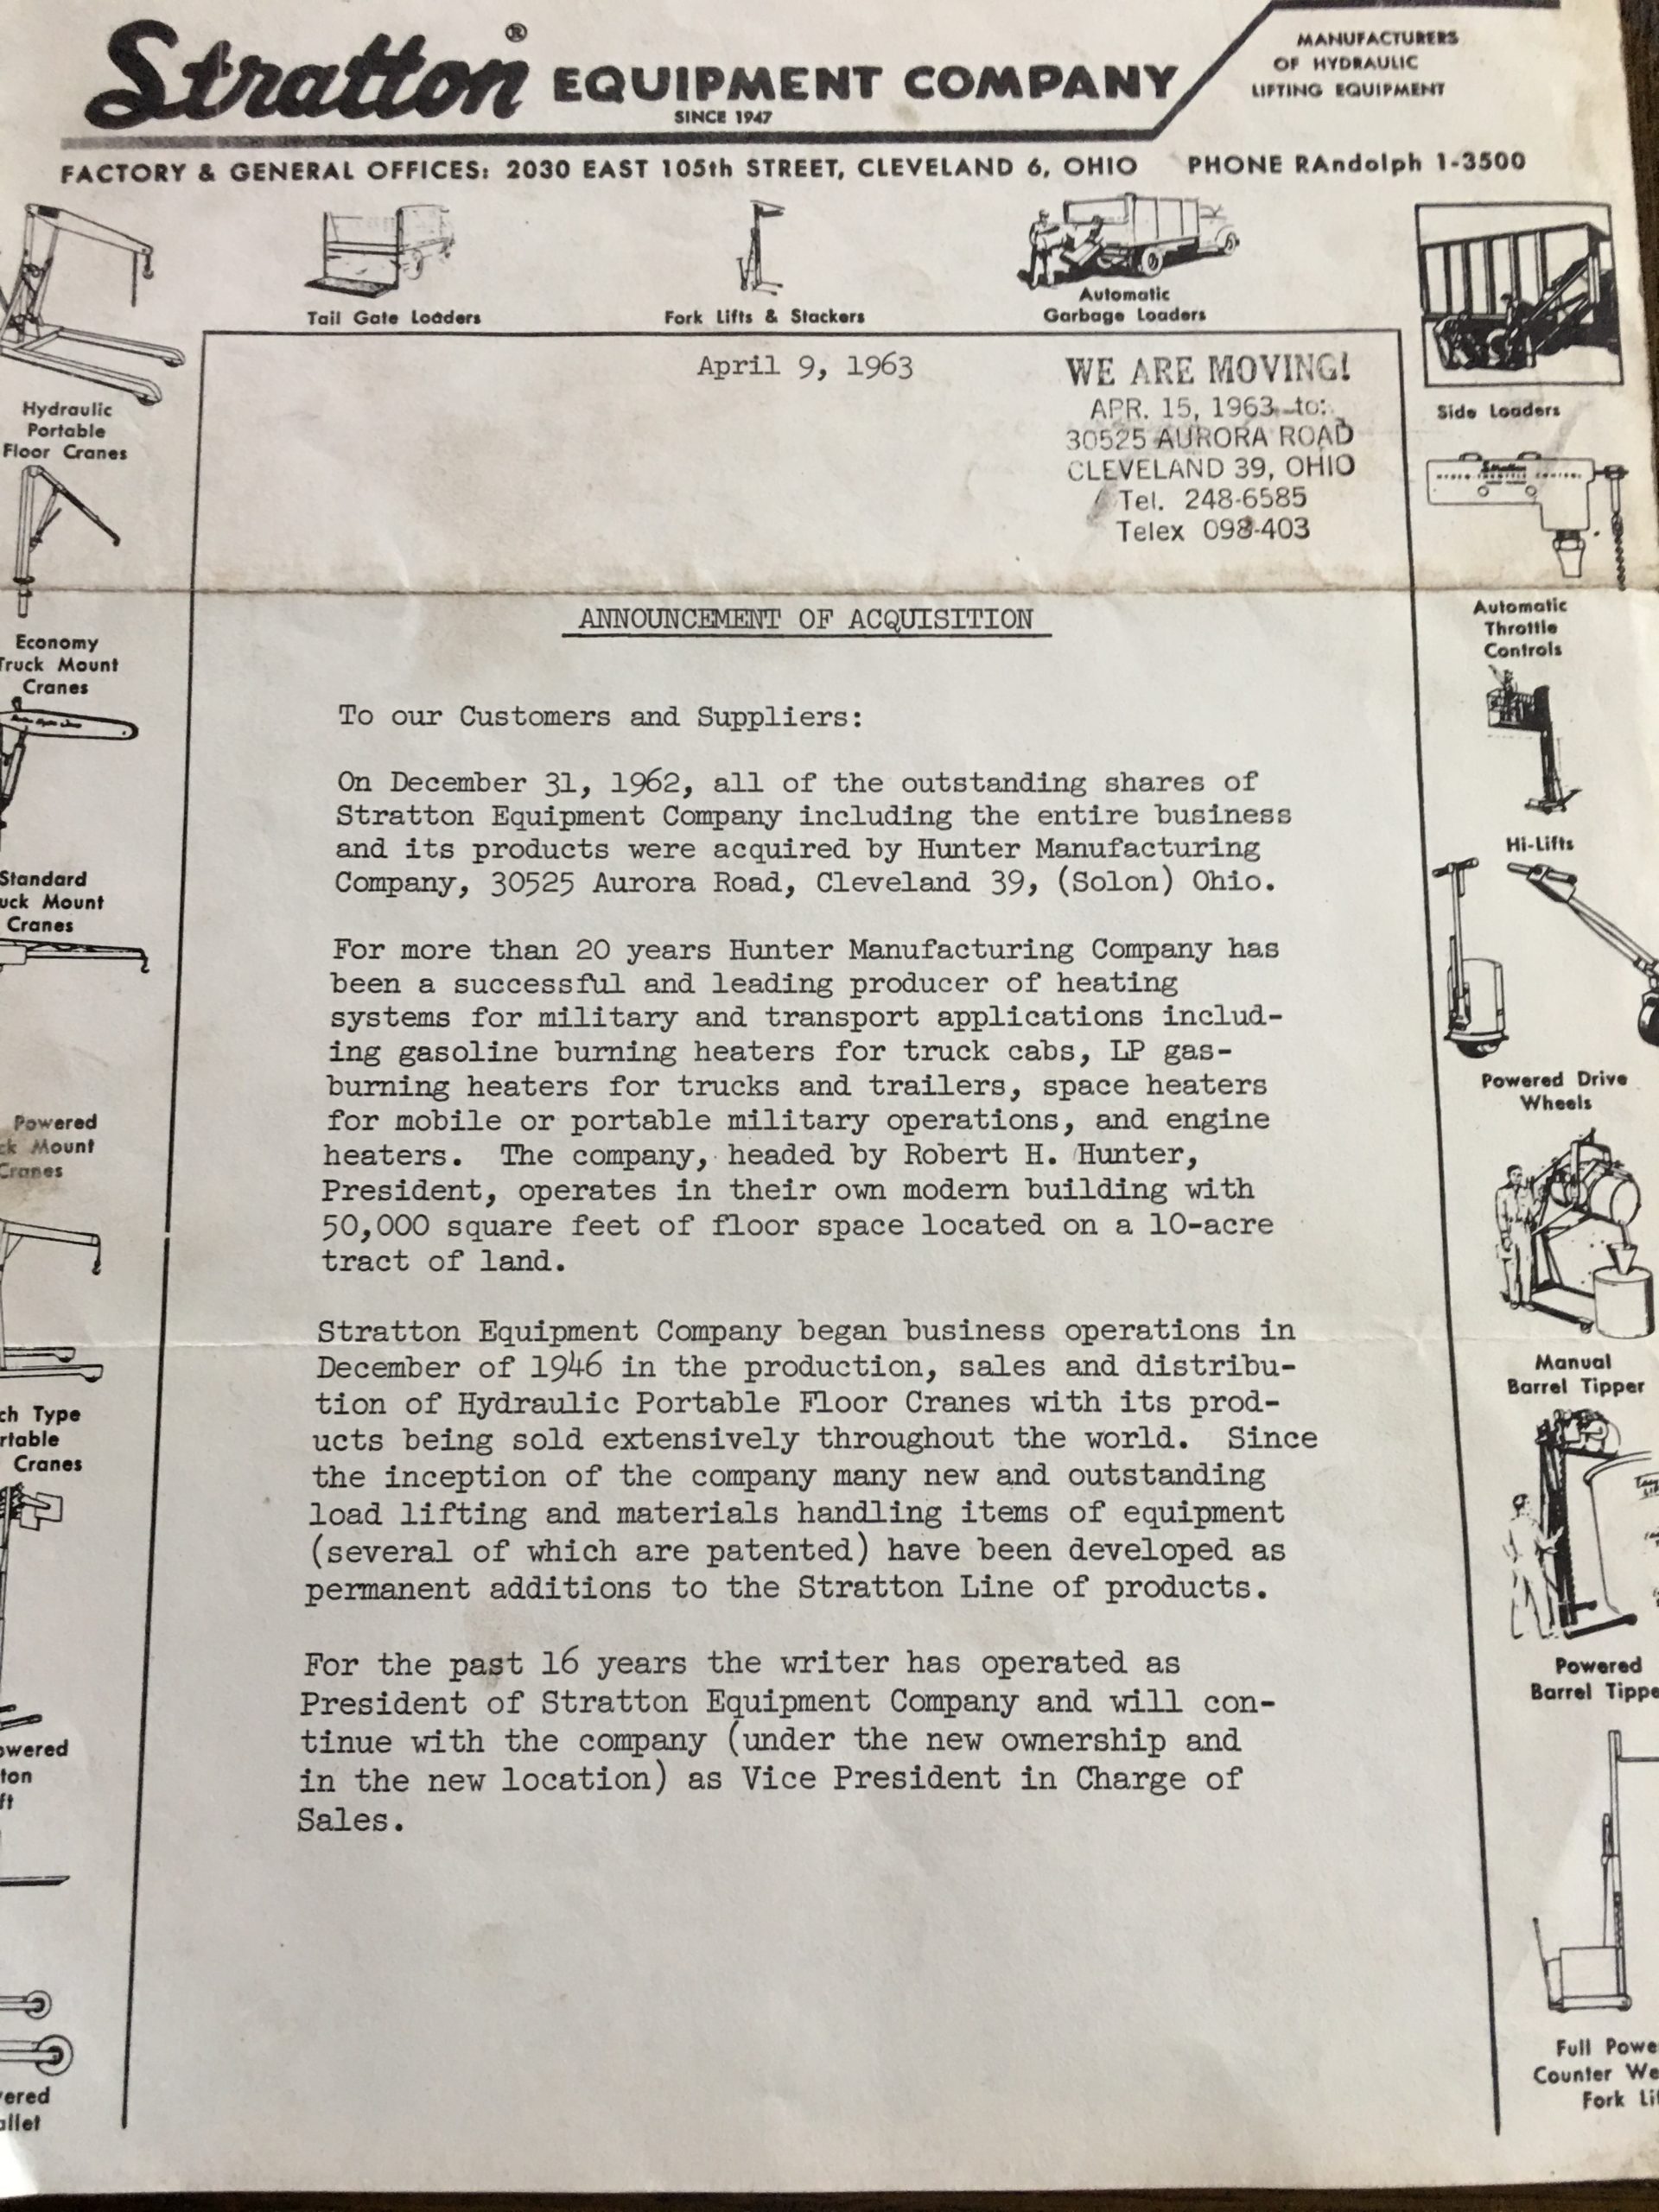 Stratton® EQUIPMENT COMPANY
SINCE 1947
MANUFACTURERS
OF HYDRAULIC
LIFTING EQUIPMENT
FACTORY & GENERAL OFFICES: 2030 EAST 105th STREET, CLEVELAND 6, OHIO PHONE RAndolph 1-3500
Tail Gate Loaders
Fork Lifts & Stackers
Automatic
Garbage Loaders
Hydraulic
Portable
Floor Cranes
Economy
Truck Mount
Cranes
Standard
uck Mount
Cranes
Powered
ck Mount
Cranes
ch Type
rtable
Cranes
owered
ton
ft
ered
allet
April 9, 1963
WE ARE MOVING!
APR. 15, 1963 to:
30525 AURORA ROAD
CLEVELAND 39, OHIO
Tel. 248-6585
Telex 098-403
ANNOUNCEMENT OF ACQUISITION
To our Customers and Suppliers:
On December 31, 1962, all of the outstanding shares of
Stratton Equipment Company including the entire business
and its products were acquired by Hunter Manufacturing
Company, 30525 Aurora Road, Cleveland 39, (Solon) Ohio.
For more than 20 years Hunter Manufacturing Company has
been a successful and leading producer of heating
systems for military and transport applications includ-
ing gasoline burning heaters for truck cabs, LP gas-
burning heaters for trucks and trailers, space heaters
for mobile or portable military operations, and engine
heaters. The company, headed by Robert H. Hunter,
President, operates in their own modern building with
50,000 square feet of floor space located on a 10-acre
tract of land.
Stratton Equipment Company began business operations in
December of 1946 in the production, sales and distribu-
tion of Hydraulic Portable Floor Cranes with its prod-
ucts being sold extensively throughout the world. Since
the inception of the company many new and outstanding
load lifting and materials handling items of equipment
(several of which are patented) have been developed as
permanent additions to the Stratton Line of products.
For the past 16 years the writer has operated as
President of Stratton Equipment Company and will con-
tinue with the company (under the new ownership and
in the new location) as Vice President in Charge of
Sales.
Side Loaders
Stratton
Automatic
Throttle
Controls
Hi-Lifts
Powered Drive
Wheels
Manual
Barrel Tipper
Powered
Barrel Tippe
Full Powe
Counter We
Fork Lif